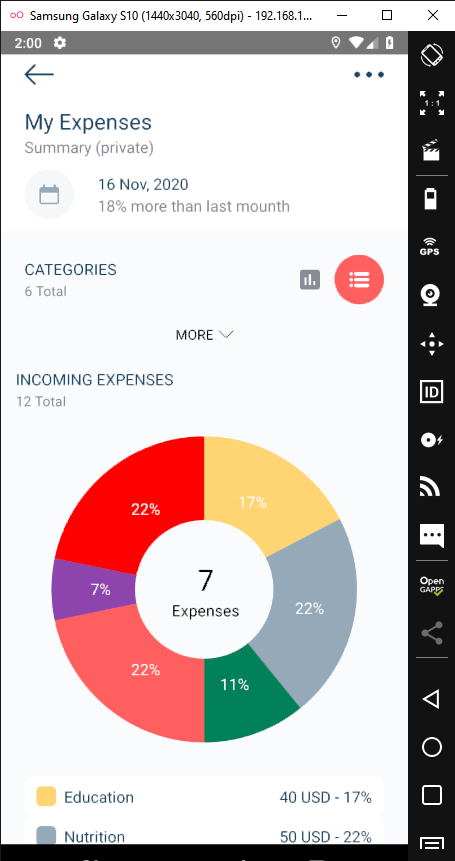 Samsung Galaxy S10 (1440x3040, 560dpi) - 192.168.1...
2:00
My Expenses
Summary (private)
16 Nov, 2020
18% more than last mounth
CATEGORIES
6 Total
MORE
INCOMING EXPENSES
12 Total
22%
17%
7%
7
Expenses
22%
22%
11%
Education
40 USD - 17%
Nutrition
50 USD - 22%
1:1
GPS
ID
Open
GAPPS